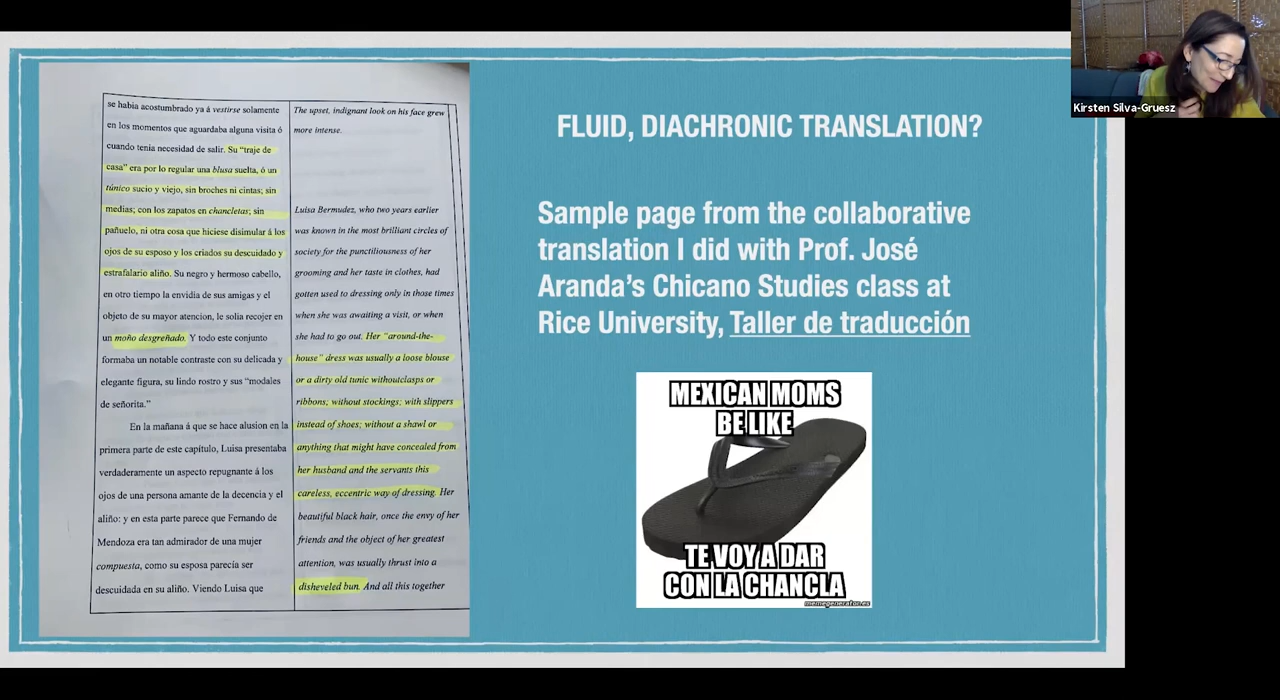 se habia acostumbrado ya á vestirse solamente
en los momentos que aguardaba alguna visita ó
cuando tenia necesidad de salir. Su “traje de
casa” era por lo regular una blusa suelta, ó un
túnico sucio y viejo, sin broches ni cintas; sin
medias; con los zapatos en chancletas; sin
pañuelo, ni otra cosa que hiciese disimular á los
ojos de su esposo y los criados su descuidado y
estrafalario aliño. Su negro y hermoso cabello,
en otro tiempo la envidia de sus amigas y el
objeto de su mayor atencion, le solia recojer en
un moño desgreñado. Y todo este conjunto
formaba un notable contraste con su delicada y
elegante figura, su lindo rostro y sus “modales
de señorita.”
En la mañana á que se hace alusion en la
primera parte de este capítulo, Luisa presentaba
verdaderamente un aspecto repugnante á los
ojos de una persona amante de la decencia y el
aliño: y en esta parte parece que Fernando de
Mendoza era tan admirador de una mujer
compuesta, como su esposa parecía ser
descuidada en su aliño. Viendo Luisa que
The upset, indignant look on his face grew
more intense.
Luisa Bermudez, who two years earlier
was known in the most brilliant circles of
society for the punctiliousness of her
grooming and her taste in clothes, had
gotten used to dressing only in those times
when she was awaiting a visit, or when
she had to go out. Her “around-the-
house” dress was usually a loose blouse
or a dirty old tunic withoutclasps or
ribbons; without stockings; with slippers
instead of shoes; without a shawl or
anything that might have concealed from
her husband and the servants this
careless, eccentric way of dressing. Her
beautiful black hair, once the envy of her
friends and the object of her greatest
attention, was usually thrust into a
disheveled bun. And all this together
FLUID, DIACHRONIC TRANSLATION?
Sample page from the collaborative
translation I did with Prof. José
Aranda’s Chicano Studies class at
Rice University, Taller de traducción
MEXICAN MOMS
BE LIKE
TE VOY A DAR
CON LA CHANCLA
memegenerator.es
Kirsten Silva-Gruesz